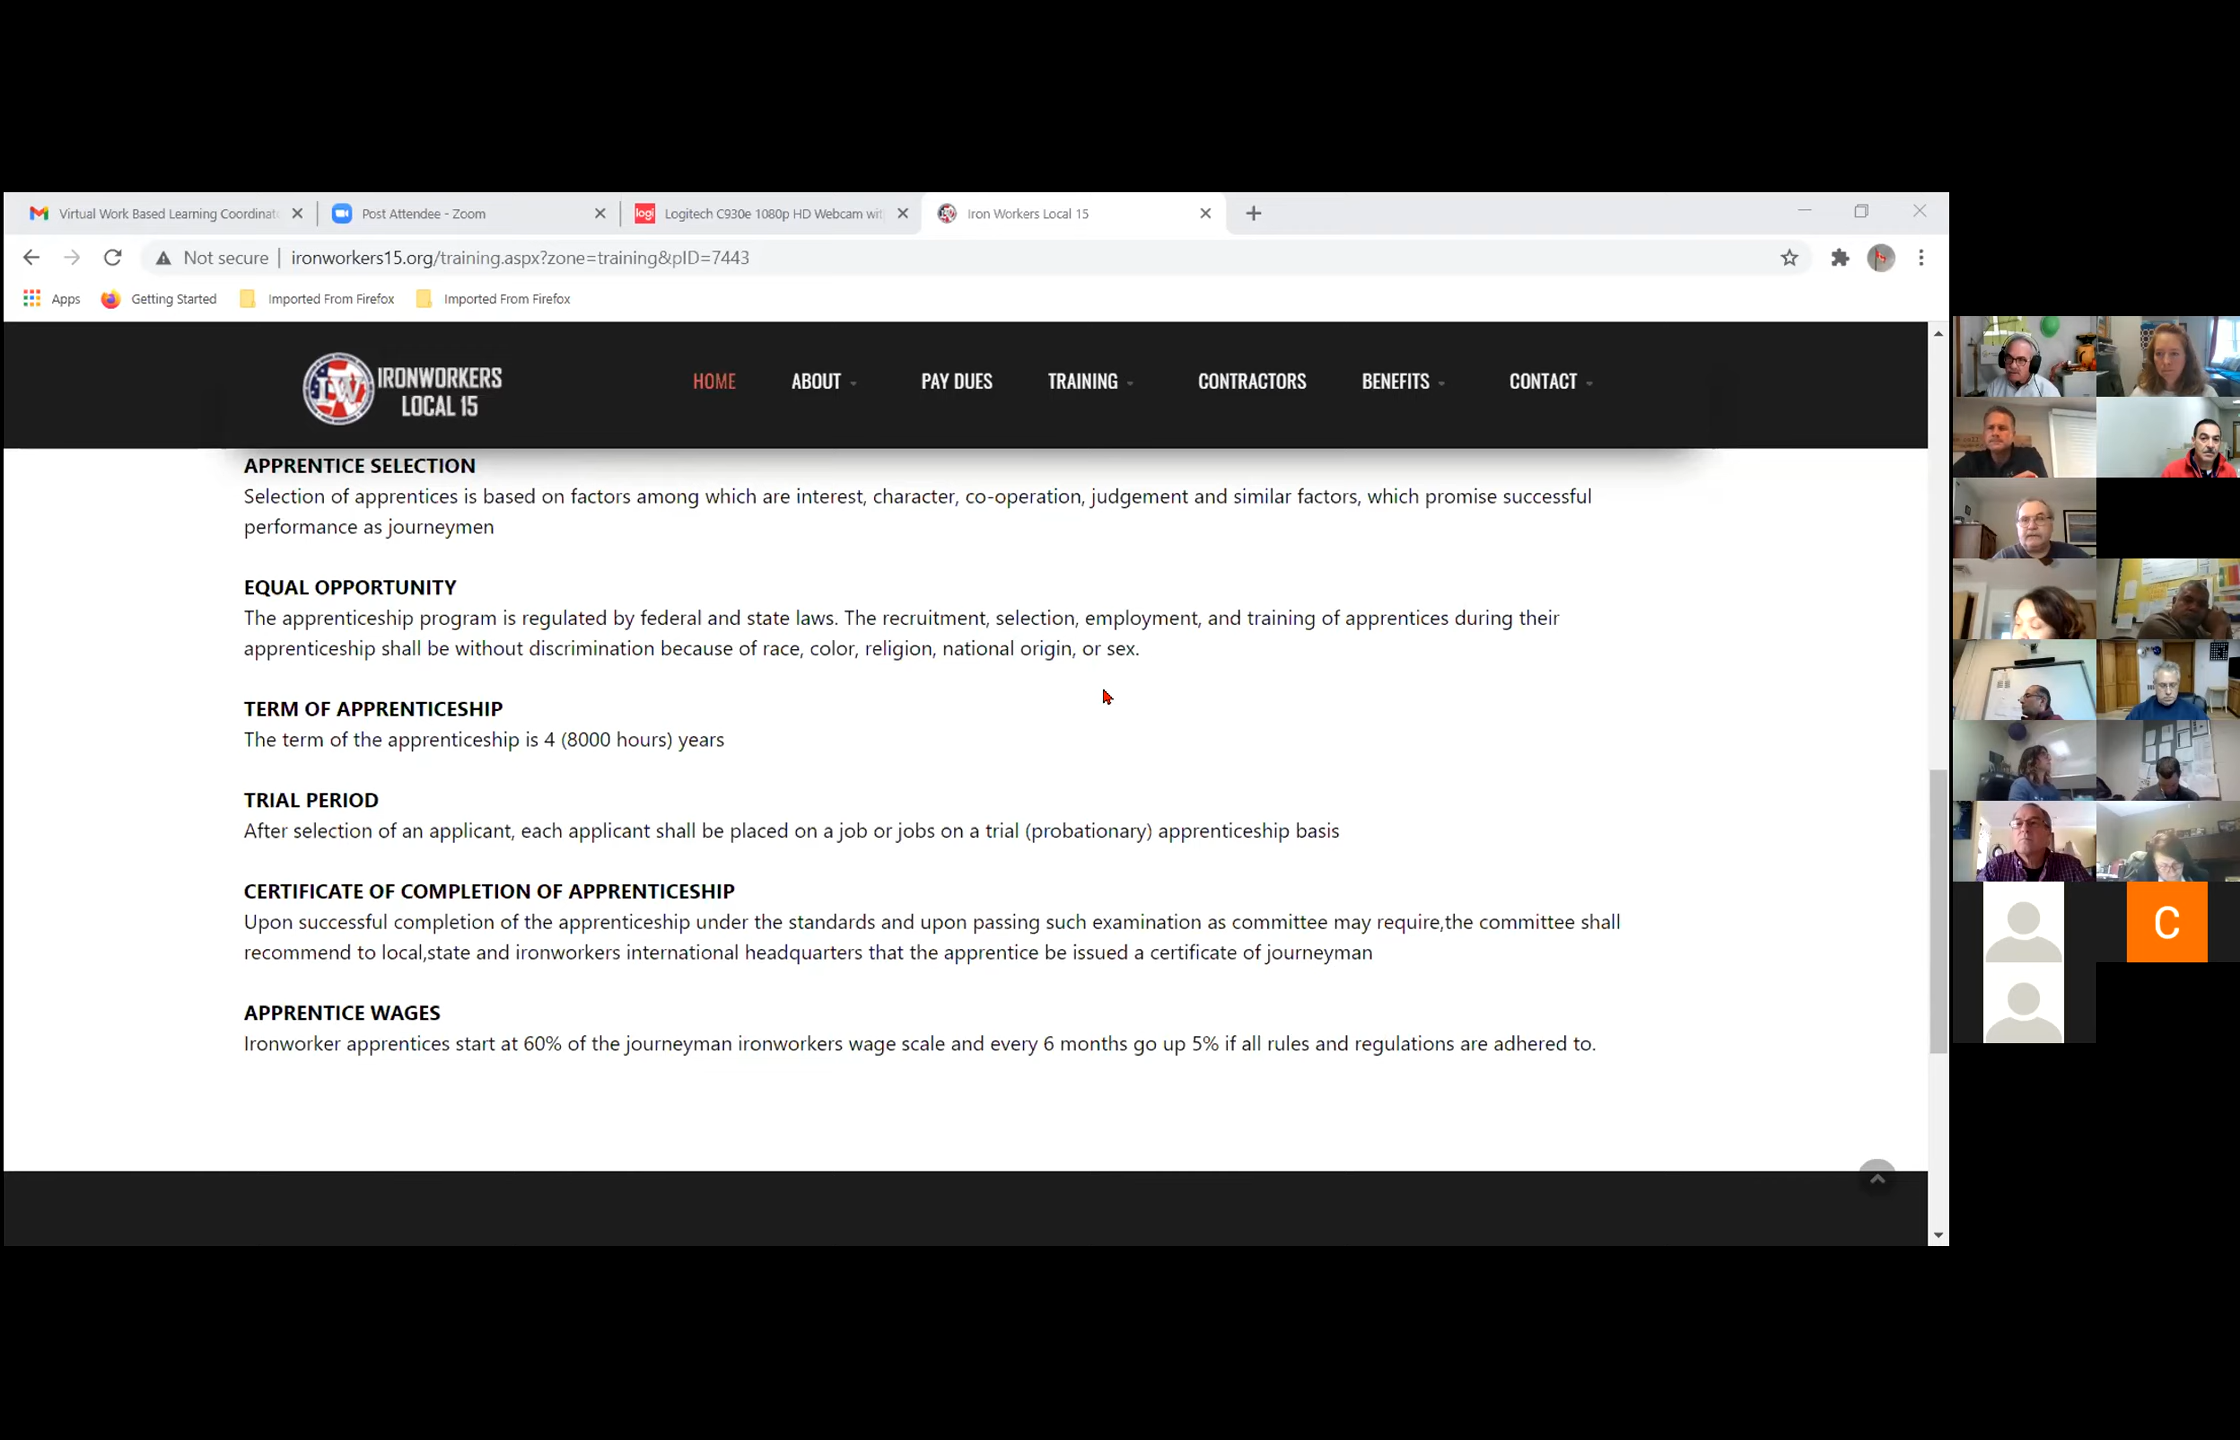 Virtual Work Based Learning Coordinat
Post Attendee - Zoom
logi
Logitech C930e 1080p HD Webcam wit
Iron Workers Local 15
Not secure
ironworkers15.org/training.aspx?zone=training&pID=7443
Apps
Getting Started
Imported From Firefox
Imported From Firefox
IW
IRONWORKERS
LOCAL 15
HOME
ABOUT
PAY DUES
TRAINING
CONTRACTORS
BENEFITS
CONTACT
APPRENTICE SELECTION
Selection of apprentices is based on factors among which are interest, character, co-operation, judgement and similar factors, which promise successful
performance as journeymen
EQUAL OPPORTUNITY
The apprenticeship program is regulated by federal and state laws. The recruitment, selection, employment, and training of apprentices during their
apprenticeship shall be without discrimination because of race, color, religion, national origin, or sex.
TERM OF APPRENTICESHIP
The term of the apprenticeship is 4 (8000 hours) years
TRIAL PERIOD
After selection of an applicant, each applicant shall be placed on a job or jobs on a trial (probationary) apprenticeship basis
CERTIFICATE OF COMPLETION OF APPRENTICESHIP
Upon successful completion of the apprenticeship under the standards and upon passing such examination as committee may require,the committee shall
recommend to local,state and ironworkers international headquarters that the apprentice be issued a certificate of journeyman
APPRENTICE WAGES
Ironworker apprentices start at 60% of the journeyman ironworkers wage scale and every 6 months go up 5% if all rules and regulations are adhered to.
C